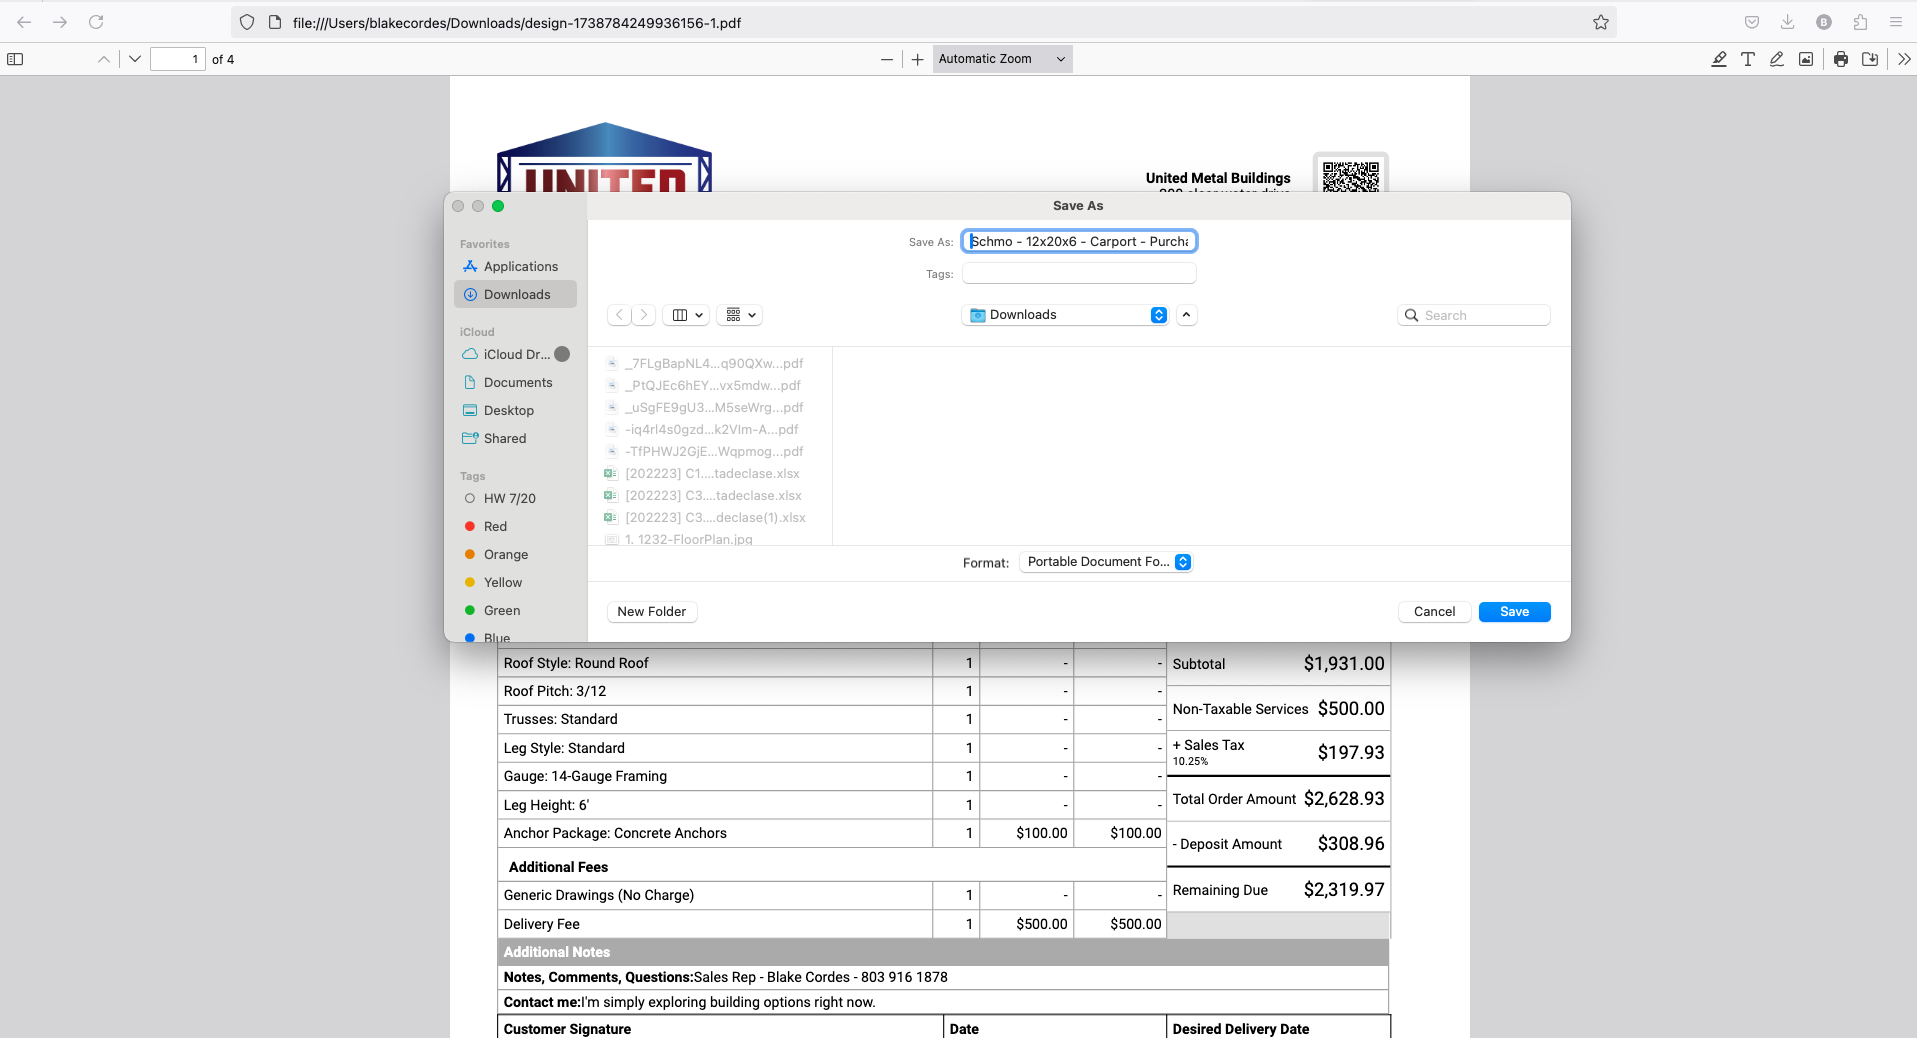 file:///Users/blakecordes/Downloads/design-1738784249936156-1.pdf
B
1 of 4
Automatic Zoom
UNITED
United Metal Buildings
Save As
Save As: Schmo - 12x20x6 - Carport - Purcha
Tags:
Downloads
Search
Favorites
Applications
Downloads
iCloud
iCloud Dr...
Documents
Desktop
Shared
Tags
HW 7/20
Red
Orange
Yellow
Green
Blue
_7FLgBapNL4...q90QXw...pdf
_PtQJEc6hEY...vx5mdw...pdf
_uSgFE9gU3...M5seWrg...pdf
-iq4rl4s0gzd...k2Vlm-A...pdf
-TfPHWJ2GjE...Wqpmog...pdf
[202223] C1....tadeclase.xlsx
[202223] C3....tadeclase.xlsx
[202223] C3....declase(1).xlsx
1. 1232-FloorPlan.jpg
Format: Portable Document Fo...
New Folder
Cancel
Save
Roof Style: Round Roof 1 - -
Roof Pitch: 3/12 1 - -
Trusses: Standard 1 - -
Leg Style: Standard 1 - -
Gauge: 14-Gauge Framing 1 - -
Leg Height: 6' 1 - -
Anchor Package: Concrete Anchors 1 $100.00 $100.00
Additional Fees
Generic Drawings (No Charge) 1 - -
Delivery Fee 1 $500.00 $500.00
Subtotal $1,931.00
Non-Taxable Services $500.00
+ Sales Tax $197.93
10.25%
Total Order Amount $2,628.93
- Deposit Amount $308.96
Remaining Due $2,319.97
Additional Notes
Notes, Comments, Questions:Sales Rep - Blake Cordes - 803 916 1878
Contact me:I'm simply exploring building options right now.
Customer Signature Date Desired Delivery Date